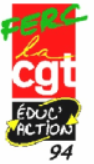 FERC
la
cgt
ÉDUC'
ACTION
94